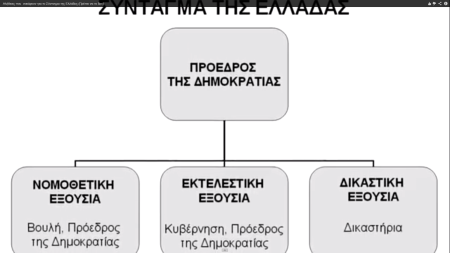 ΣΥΝΤΑΓΜΑ ΤΗΣ ΕΛΛΑΔΑΣ
ΠΡΟΕΔΡΟΣ
ΤΗΣ ΔΗΜΟΚΡΑΤΙΑΣ
ΝΟΜΟΘΕΤΙΚΗ
ΕΞΟΥΣΙΑ
Βουλή, Πρόεδρος
της Δημοκρατίας
ΕΚΤΕΛΕΣΤΙΚΗ
ΕΞΟΥΣΙΑ
Κυβέρνηση, Πρόεδρος
της Δημοκρατίας
ΔΙΚΑΣΤΙΚΗ
ΕΞΟΥΣΙΑ
Δικαστήρια